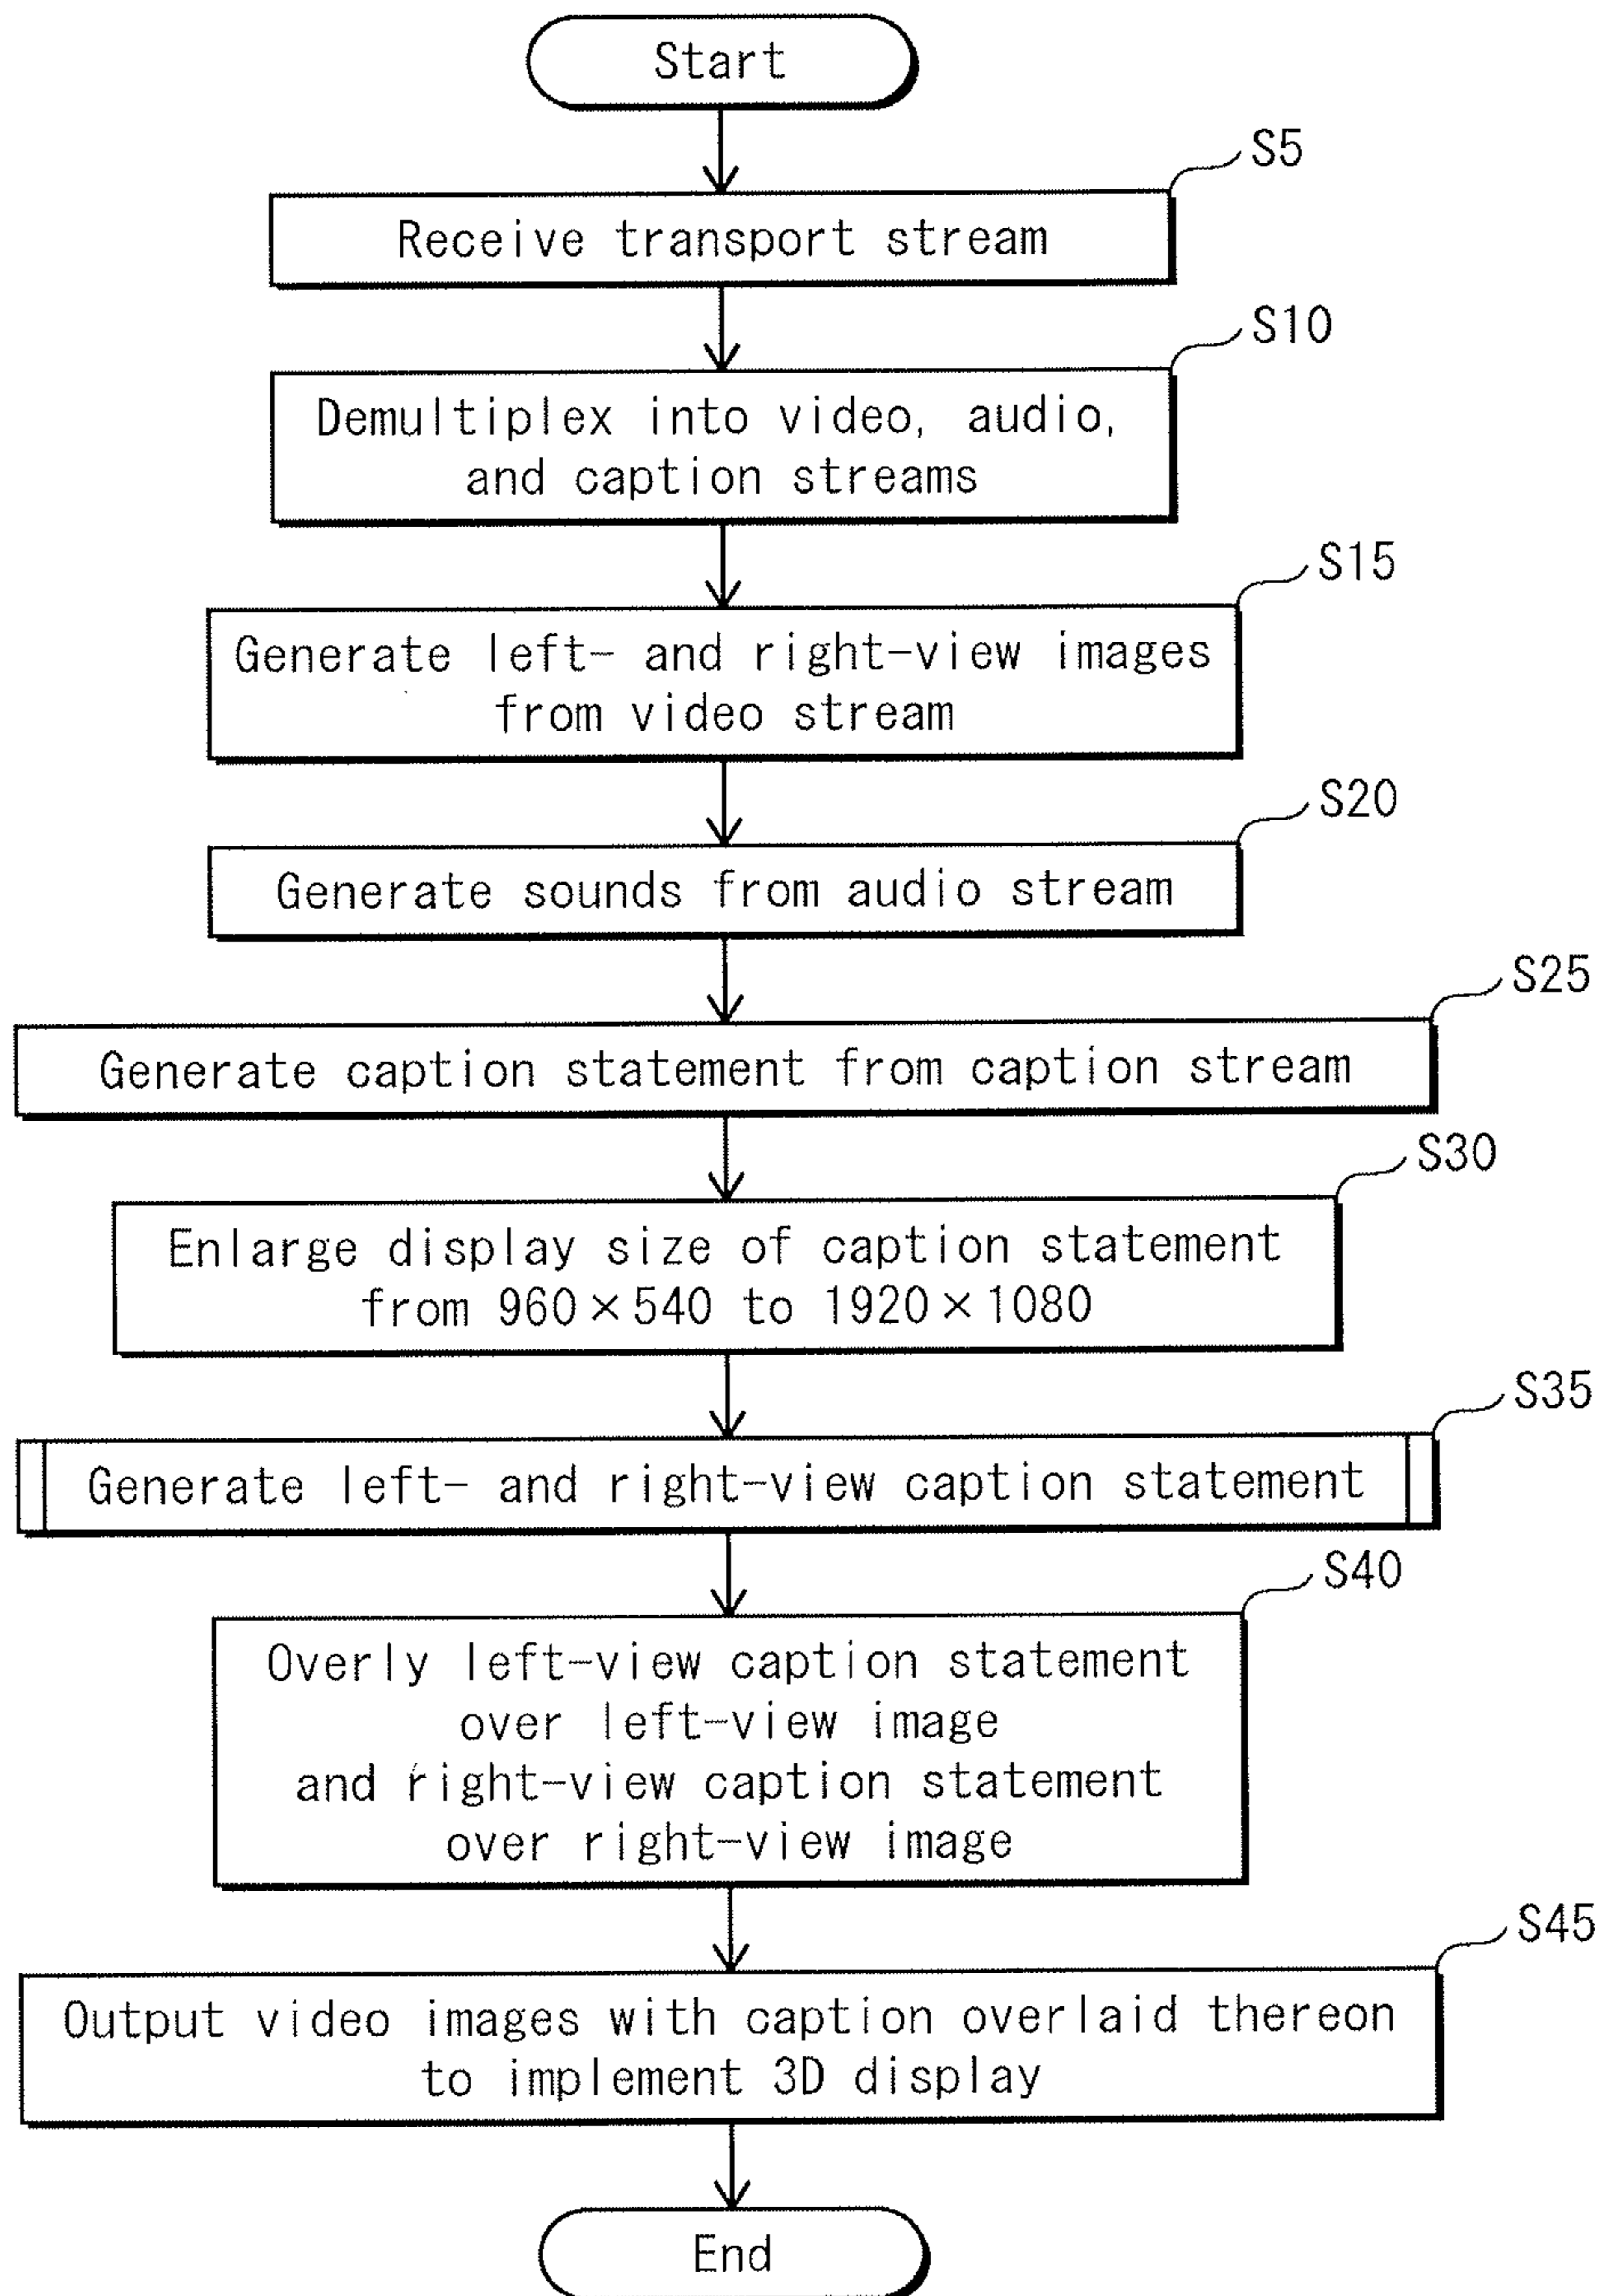 Start
S5
Receive transport stream
S10
Demultiplex into video, audio,
and caption streams
S15
Generate left- and right-view images
from video stream
S20
Generate sounds from audio stream
S25
Generate caption statement from caption stream
S30
Enlarge display size of caption statement
from 960×540 to 1920×1080
S35
Generate left- and right-view caption statement
S40
Overly left-view caption statement
over left-view image
and right-view caption statement
over right-view image
S45
Output video images with caption overlaid thereon
to implement 3D display
End